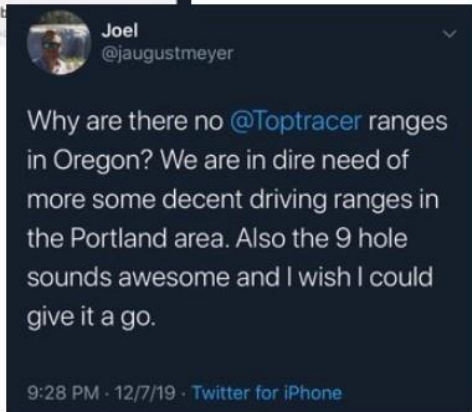 Joel
@jaugustmeyer
Why are there no @Toptracer ranges
in Oregon? We are in dire need of
more some decent driving ranges in
the Portland area. Also the 9 hole
sounds awesome and I wish I could
give it a go.
9:28 PM · 12/7/19 · Twitter for iPhone